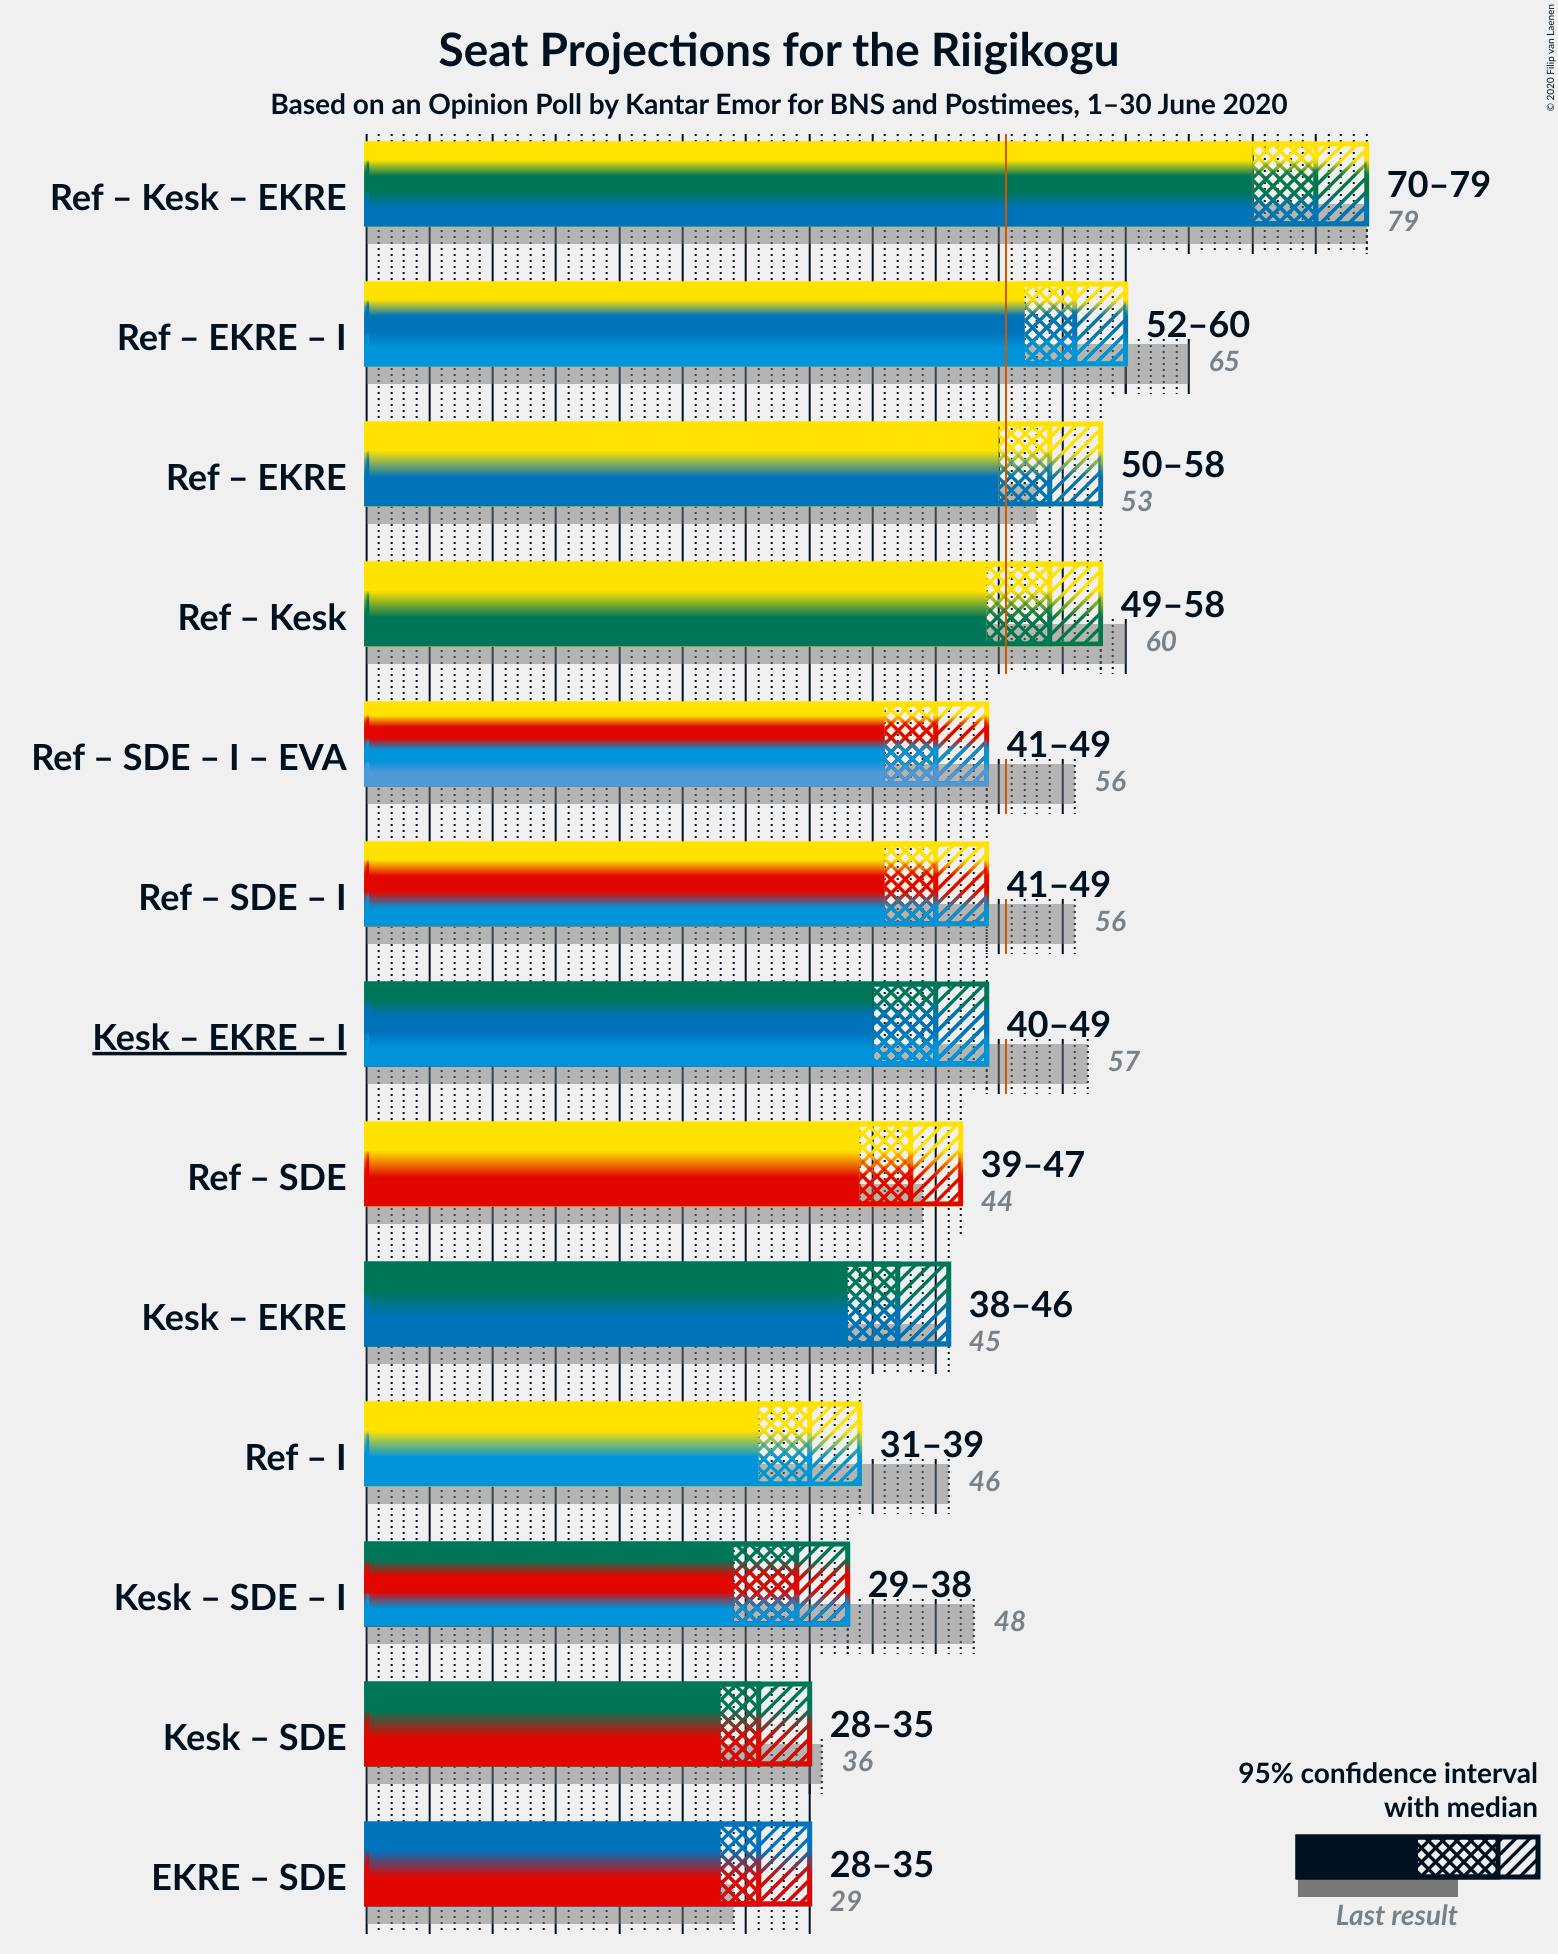 Seat Projections for the Riigikogu
Based on an Opinion Poll by Kantar Emor for BNS and Postimees, 1–30 June 2020
© 2020 Filip van Laenen
Ref – Kesk – EKRE
70–79
79
Ref – EKRE – I
52–60
65
Ref – EKRE
50–58
53
Ref – Kesk
49–58
60
Ref – SDE – I – EVA
41–49
56
Ref – SDE – I
41–49
56
Kesk – EKRE – I
40–49
57
Ref – SDE
39–47
44
Kesk – EKRE
38–46
45
Ref – I
31–39
46
Kesk – SDE – I
29–38
48
Kesk – SDE
28–35
36
EKRE – SDE
28–35
29
95% confidence interval
with median
Last result